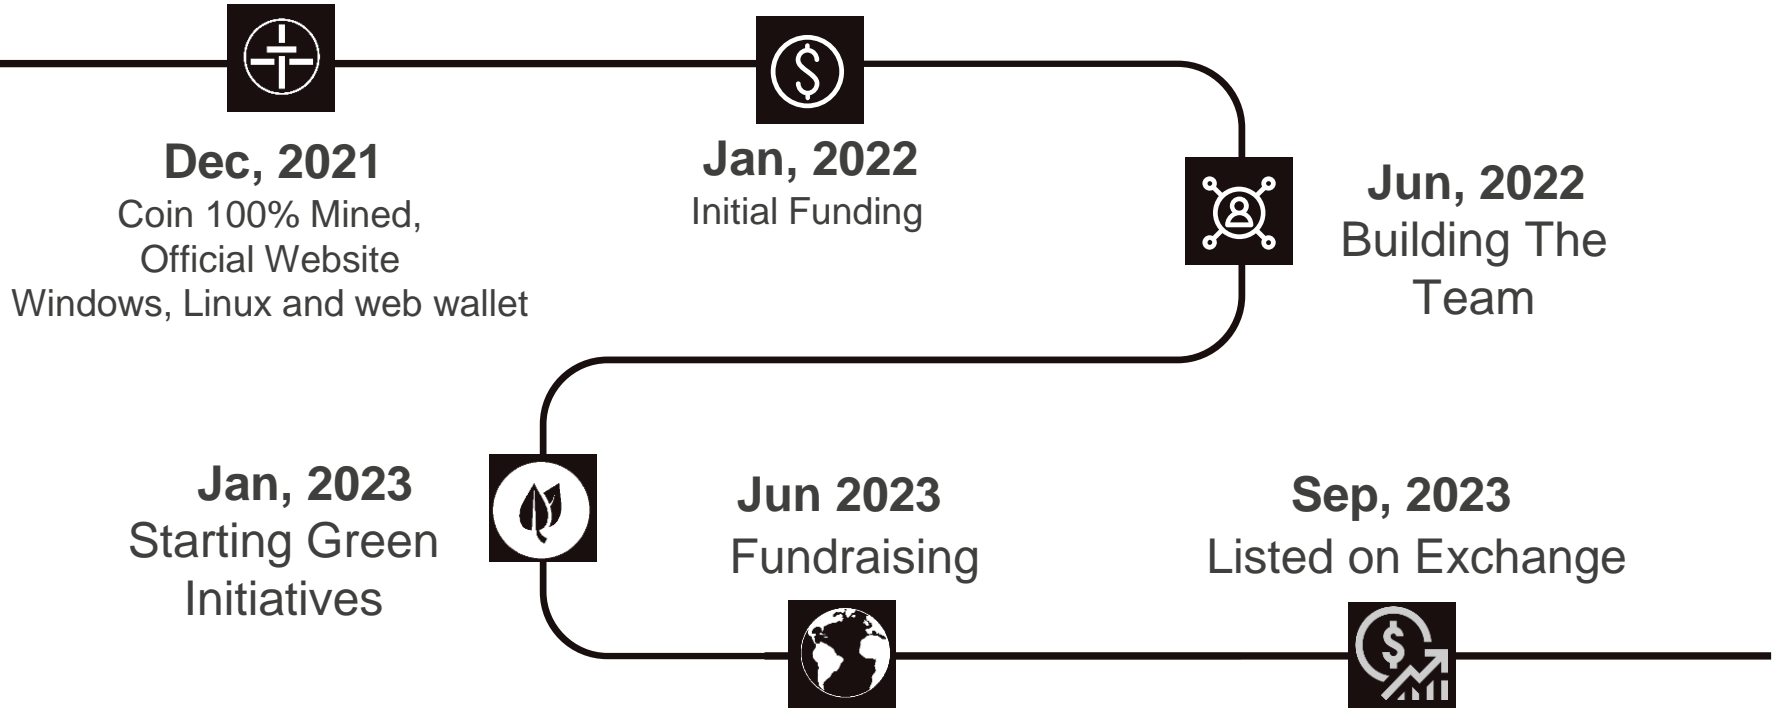 Dec, 2021
Coin 100% Mined,
Official Website
Windows, Linux and web wallet
Jan, 2022
Initial Funding
Jun, 2022
Building The
Team
Jan, 2023
Starting Green
Initiatives
Jun 2023
Fundraising
Sep, 2023
Listed on Exchange